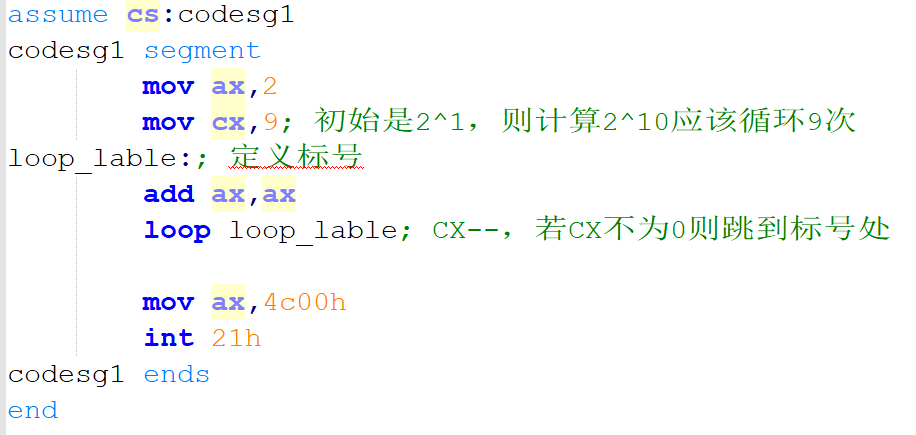 assume cs:codesg1
codesg1 segment
mov ax,2
mov cx,9; 初始是2^1，则计算2^10应该循环9次
loop_lable:; 定义标号
add ax,ax
loop loop_lable; CX--，若CX不为0则跳到标号处
mov ax,4c00h
int 21h
codesg1 ends
end